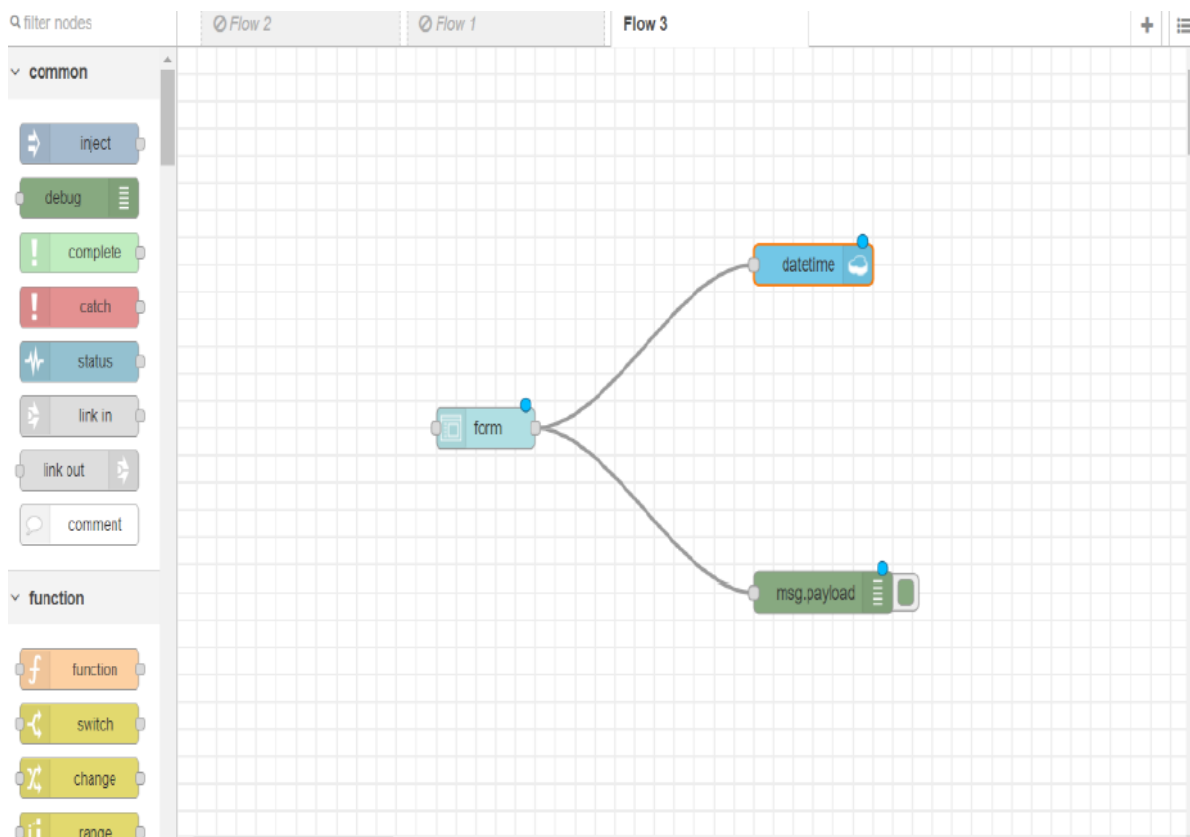 filter nodes
Flow 2
Flow 1
Flow 3
common
inject
debug
complete
catch
status
link in
link out
comment
function
function
switch
change
range
form
datetime
msg.payload